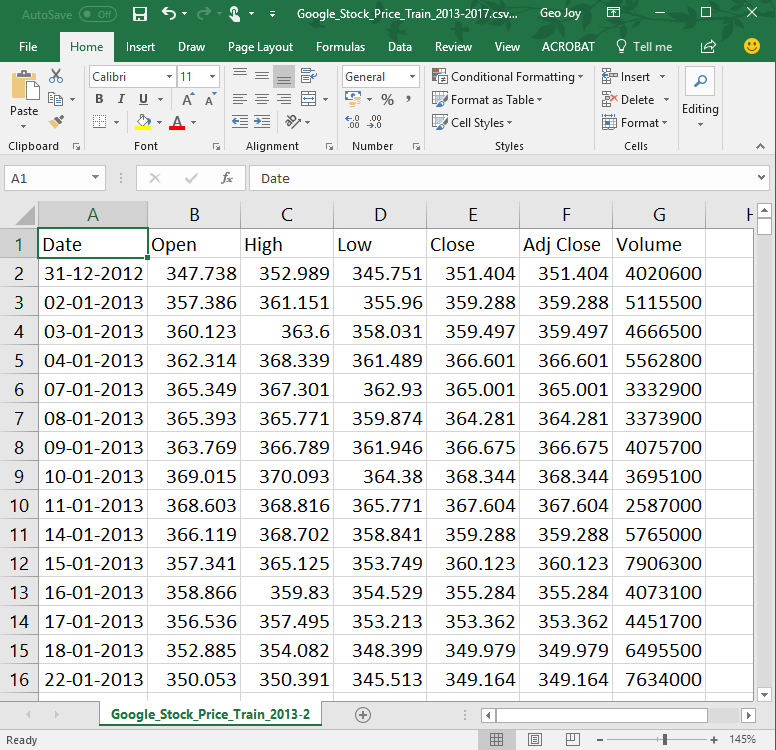 AutoSave Off Google_Stock_Price_Train_2013-2017.csv... Geo Joy
File Home Insert Draw Page Layout Formulas Data Review View ACROBAT Tell me
Paste
Calibri 11
B I U A A
A
General
% ,
.00 .0
Conditional Formatting
Format as Table
Cell Styles
Insert
Delete
Format
Editing
Clipboard Font Alignment Number Styles Cells
A1 fx Date
A B C D E F G H
1 Date Open High Low Close Adj Close Volume
2 31-12-2012 347.738 352.989 345.751 351.404 351.404 4020600
3 02-01-2013 357.386 361.151 355.96 359.288 359.288 5115500
4 03-01-2013 360.123 363.6 358.031 359.497 359.497 4666500
5 04-01-2013 362.314 368.339 361.489 366.601 366.601 5562800
6 07-01-2013 365.349 367.301 362.93 365.001 365.001 3332900
7 08-01-2013 365.393 365.771 359.874 364.281 364.281 3373900
8 09-01-2013 363.769 366.789 361.946 366.675 366.675 4075700
9 10-01-2013 369.015 370.093 364.38 368.344 368.344 3695100
10 11-01-2013 368.603 368.816 365.771 367.604 367.604 2587000
11 14-01-2013 366.119 368.702 358.841 359.288 359.288 5765000
12 15-01-2013 357.341 365.125 353.749 360.123 360.123 7906300
13 16-01-2013 358.866 359.83 354.529 355.284 355.284 4073100
14 17-01-2013 356.536 357.495 353.213 353.362 353.362 4451700
15 18-01-2013 352.885 354.082 348.399 349.979 349.979 6495500
16 22-01-2013 350.053 350.391 345.513 349.164 349.164 7634000
Google_Stock_Price_Train_2013-2
Ready 145%